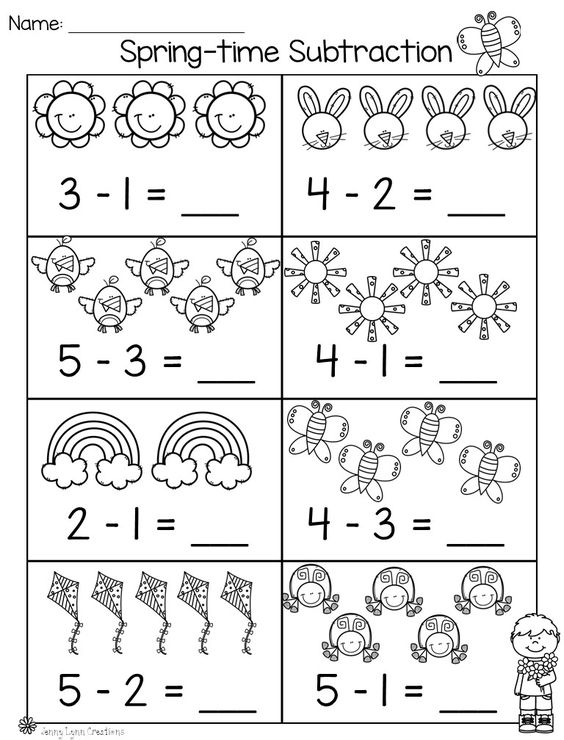 Name: ____________________
Spring-time Subtraction
3 - 1 = ___
4 - 2 = ___
5 - 3 = ___
4 - 1 = ___
2 - 1 = ___
4 - 3 = ___
5 - 2 = ___
5 - 1 = ___
Jenny Lynn Creations